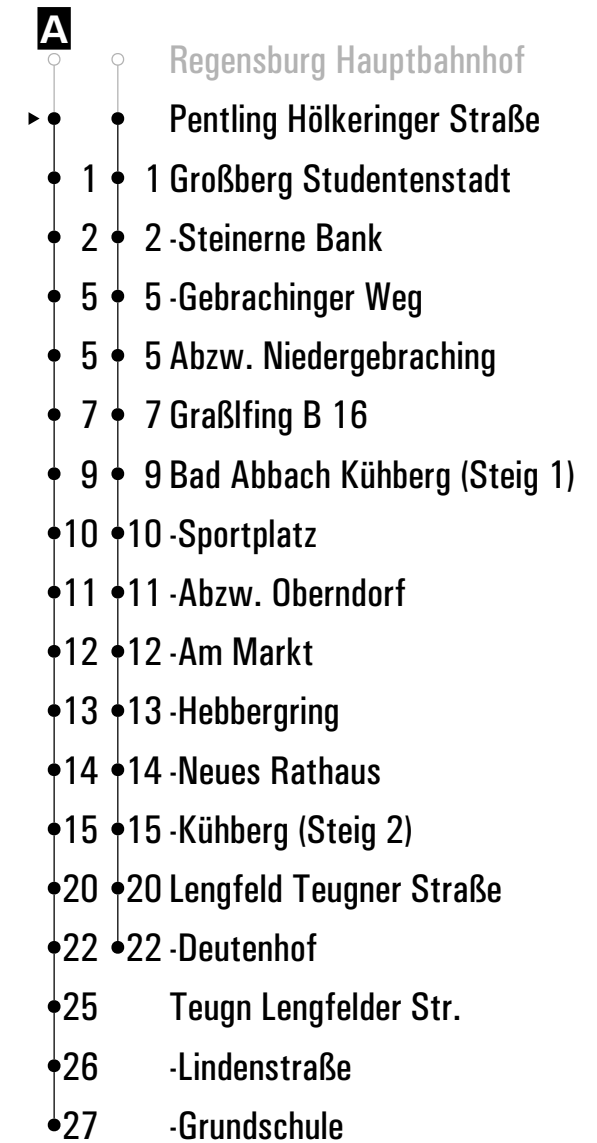 A
Regensburg Hauptbahnhof
Pentling Hölkeringer Straße
1 1 Großberg Studentenstadt
2 2 -Steinerne Bank
5 5 -Gebrachinger Weg
5 5 Abzw. Niedergebraching
7 7 Graßlfing B 16
9 9 Bad Abbach Kühberg (Steig 1)
10 10 -Sportplatz
11 11 -Abzw. Oberndorf
12 12 -Am Markt
13 13 -Hebbergring
14 14 -Neues Rathaus
15 15 -Kühberg (Steig 2)
20 20 Lengfeld Teugner Straße
22 22 -Deutenhof
25 Teugn Lengfelder Str.
26 -Lindenstraße
27 -Grundschule